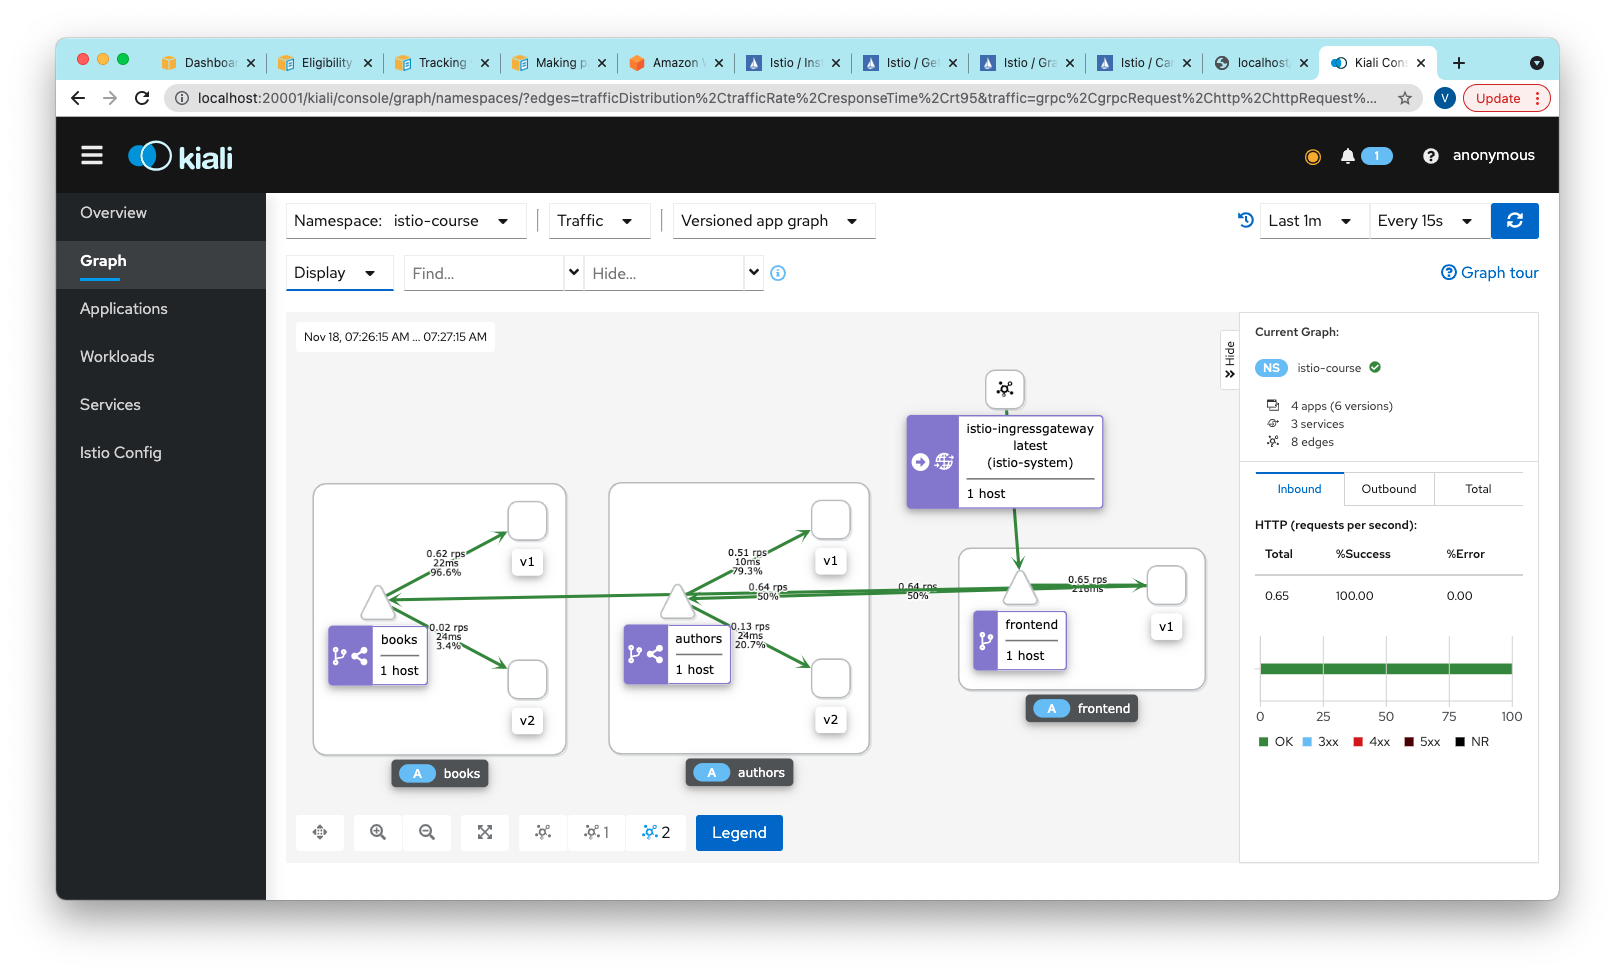 Dashboa
Eligibility
Tracking
Making p
Amazon
Istio / Ins
Istio / Ge
Istio / Gra
Istio / Ca
localhost
Kiali Con
localhost:20001/kiali/console/graph/namespaces/?edges=trafficDistribution%2CtrafficRate%2CresponseTime%2Crt95&traffic=grpc%2CgrpcRequest%2Chttp%2ChttpRequest%...
V
Update
kiali
1
anonymous
Overview
Graph
Applications
Workloads
Services
Istio Config
Namespace: istio-course
Traffic
Versioned app graph
Last 1m
Every 15s
Display
Find...
Hide...
Graph tour
Nov 18, 07:26:15 AM ... 07:27:15 AM
Hide
istio-ingressgateway
latest
(istio-system)
1 host
0.62 rps
22ms
96.6%
v1
0.02 rps
24ms
3.4%
books
1 host
v2
A books
0.51 rps
10ms
79.3%
v1
0.64 rps
50%
0.13 rps
24ms
20.7%
authors
1 host
v2
A authors
0.64 rps
50%
0.65 rps
216ms
v1
frontend
1 host
A frontend
1
2
Legend
Current Graph:
NS istio-course
4 apps (6 versions)
3 services
8 edges
Inbound
Outbound
Total
HTTP (requests per second):
Total %Success %Error
0.65 100.00 0.00
0 25 50 75 100
OK 3xx 4xx 5xx NR